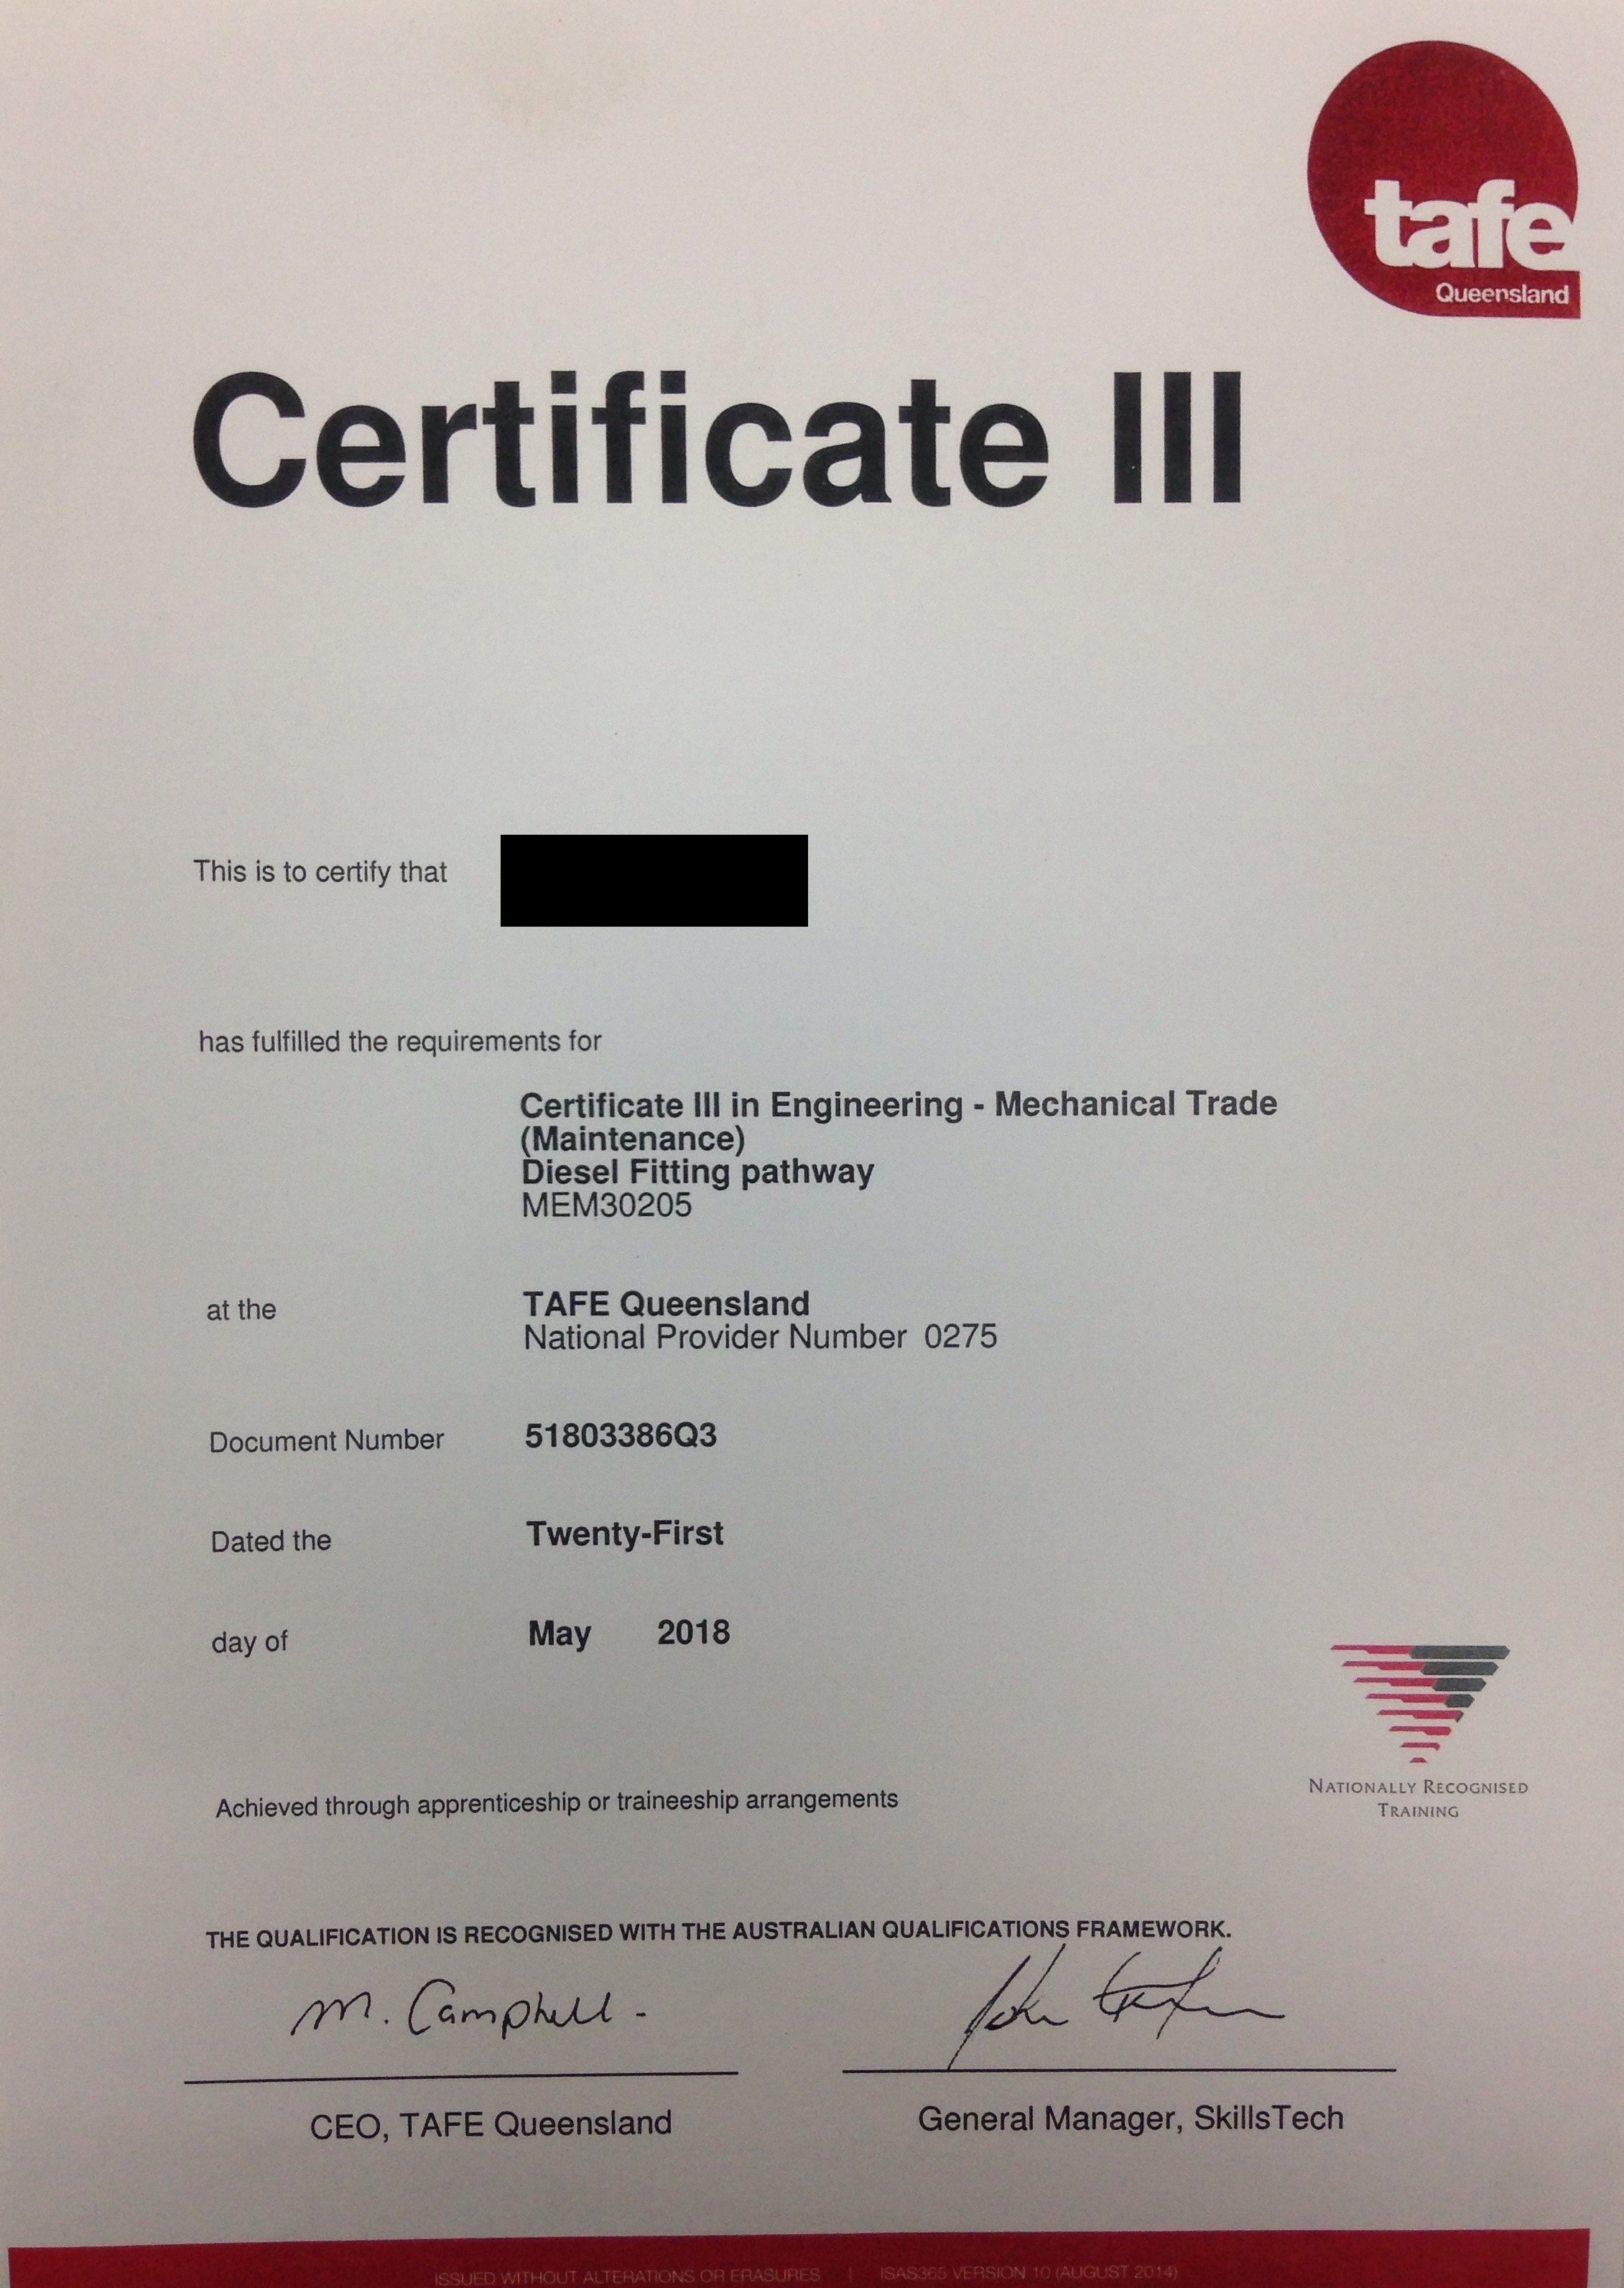 tafe
Queensland
Certificate III
This is to certify that
has fulfilled the requirements for
Certificate III in Engineering - Mechanical Trade
(Maintenance)
Diesel Fitting pathway
MEM30205
at the TAFE Queensland
National Provider Number 0275
Document Number 51803386Q3
Dated the Twenty-First
day of May 2018
NATIONALLY RECOGNISED
TRAINING
Achieved through apprenticeship or traineeship arrangements
THE QUALIFICATION IS RECOGNISED WITH THE AUSTRALIAN QUALIFICATIONS FRAMEWORK.
M. Campbell
CEO, TAFE Queensland General Manager, SkillsTech
ISSUED WITHOUT ALTERATIONS OR ERASURES | ISAS365 VERSION 10 (AUGUST 2014)